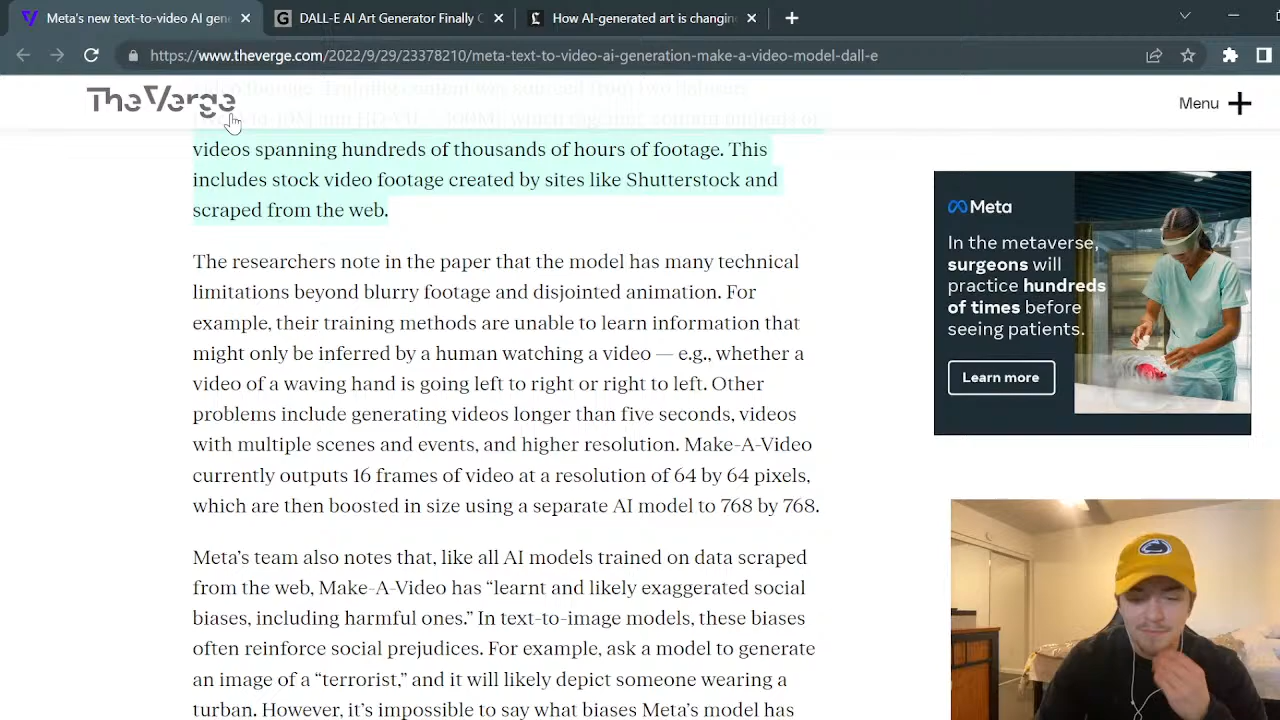 Meta's new text-to-video AI gene
DALL-E AI Art Generator Finally O
How AI-generated art is changin
https://www.theverge.com/2022/9/29/23378210/meta-text-to-video-ai-generation-make-a-video-model-dall-e
The Verge
Menu
videos spanning hundreds of thousands of hours of footage. This
includes stock video footage created by sites like Shutterstock and
scraped from the web.
The researchers note in the paper that the model has many technical
limitations beyond blurry footage and disjointed animation. For
example, their training methods are unable to learn information that
might only be inferred by a human watching a video — e.g., whether a
video of a waving hand is going left to right or right to left. Other
problems include generating videos longer than five seconds, videos
with multiple scenes and events, and higher resolution. Make-A-Video
currently outputs 16 frames of video at a resolution of 64 by 64 pixels,
which are then boosted in size using a separate AI model to 768 by 768.
Meta’s team also notes that, like all AI models trained on data scraped
from the web, Make-A-Video has “learnt and likely exaggerated social
biases, including harmful ones.” In text-to-image models, these biases
often reinforce social prejudices. For example, ask a model to generate
an image of a “terrorist,” and it will likely depict someone wearing a
turban. However, it’s impossible to say what biases Meta’s model has
Meta
In the metaverse,
surgeons will
practice hundreds
of times before
seeing patients.
Learn more